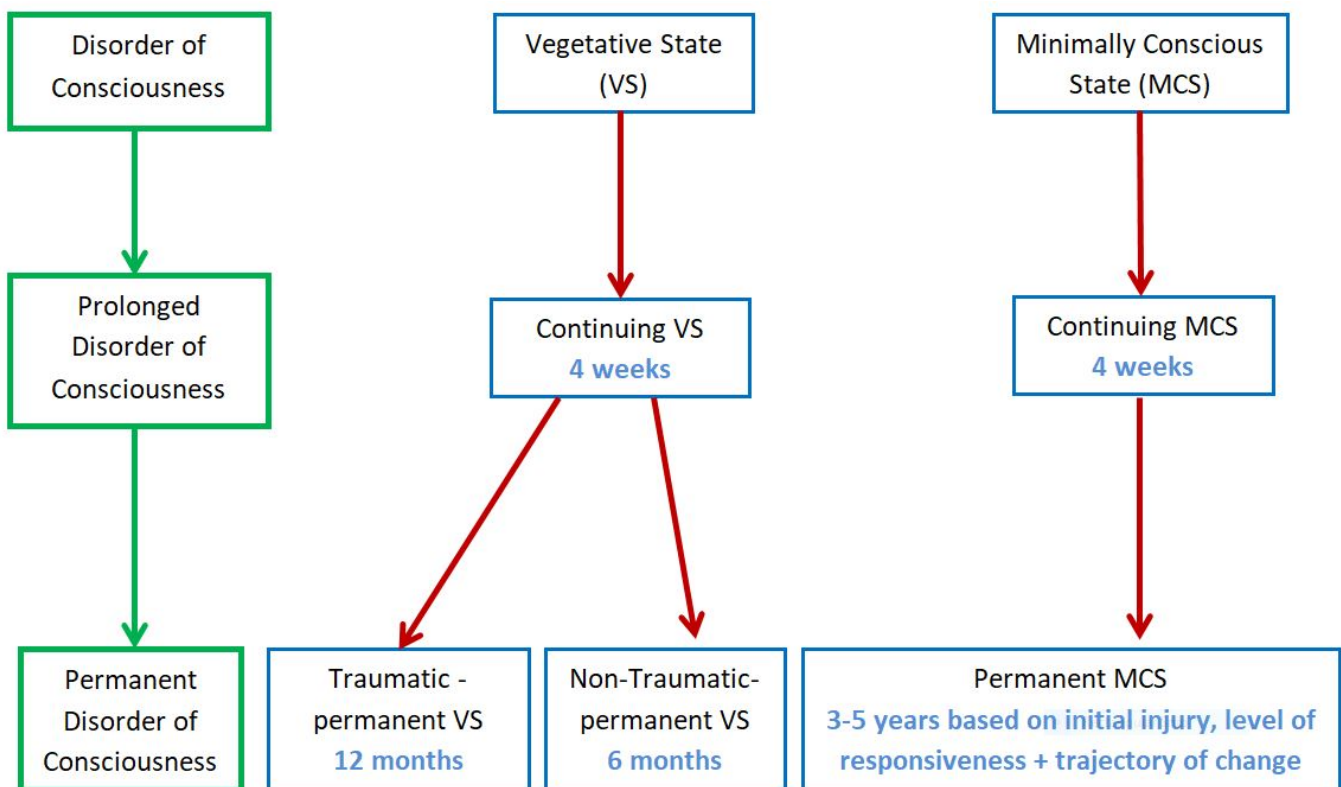 Disorder of
Consciousness
Vegetative State
(VS)
Minimally Conscious
State (MCS)
Prolonged
Disorder of
Consciousness
Continuing VS
4 weeks
Continuing MCS
4 weeks
Permanent
Disorder of
Consciousness
Traumatic -
permanent VS
12 months
Non-Traumatic-
permanent VS
6 months
Permanent MCS
3-5 years based on initial injury, level of
responsiveness + trajectory of change